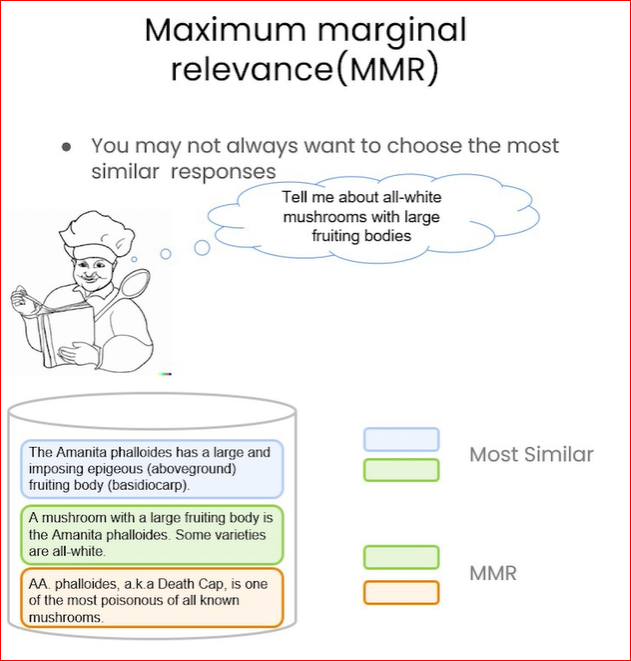 Maximum marginal
relevance(MMR)
● You may not always want to choose the most
similar responses
Tell me about all-white
mushrooms with large
fruiting bodies
The Amanita phalloides has a large and
imposing epigeous (aboveground)
fruiting body (basidiocarp).
A mushroom with a large fruiting body is
the Amanita phalloides. Some varieties
are all-white.
AA. phalloides, a.k.a Death Cap, is one
of the most poisonous of all known
mushrooms.
Most Similar
MMR